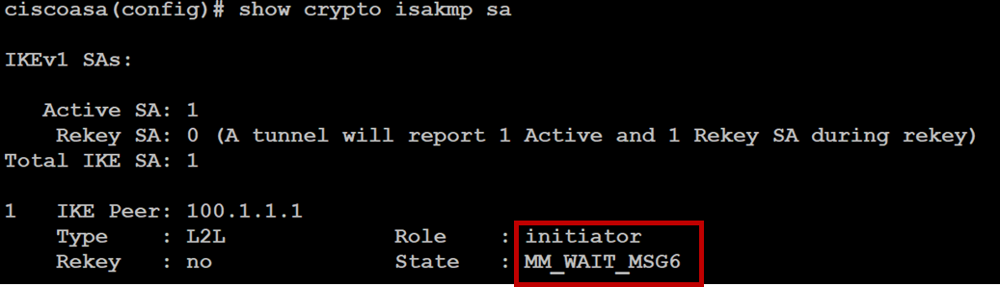 ciscoasa(config)# show crypto isakmp sa
IKEv1 SAs:
Active SA: 1
Rekey SA: 0 (A tunnel will report 1 Active and 1 Rekey SA during rekey)
Total IKE SA: 1
1 IKE Peer: 100.1.1.1
Type : L2L Role : initiator
Rekey : no State : MM_WAIT_MSG6